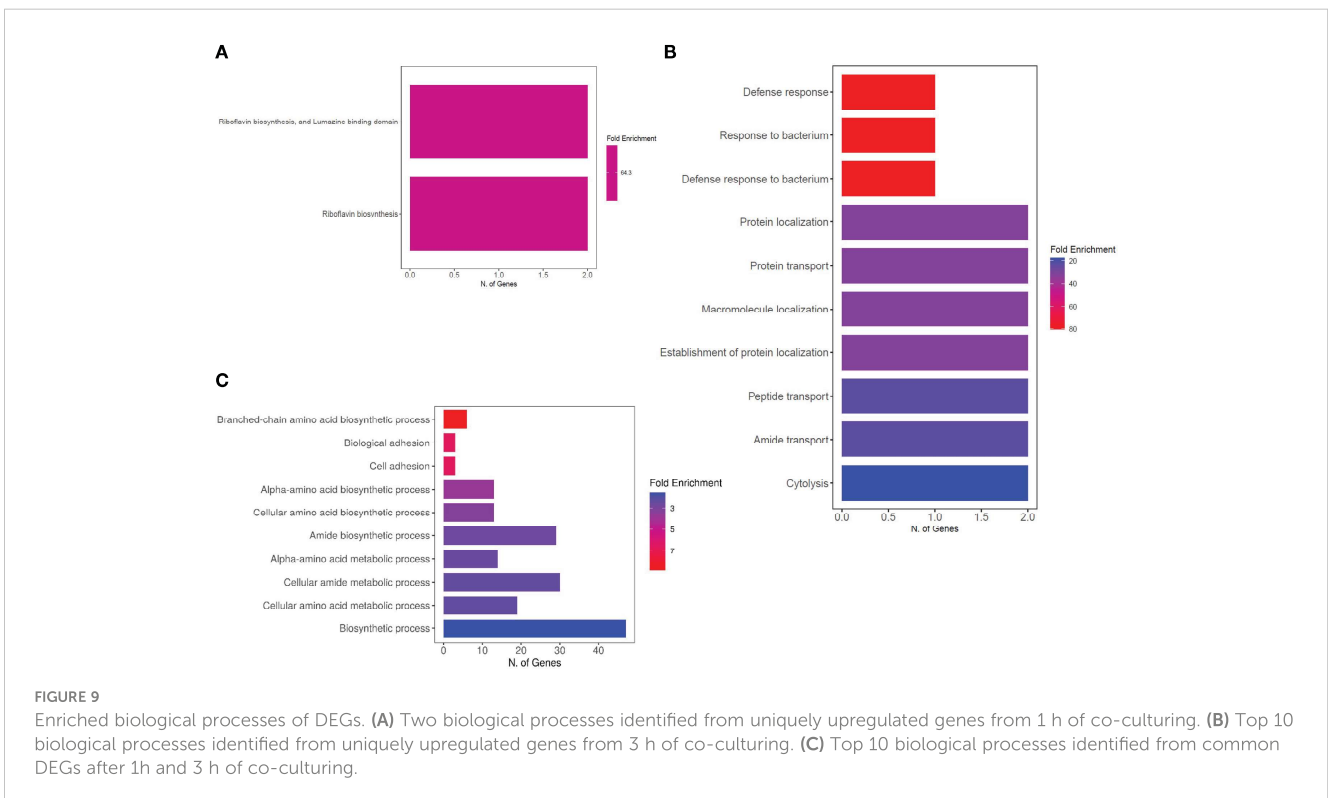 A
Riboflavin biosynthesis, and Lumazine binding domain
Riboflavin biosynthesis
0.0 0.5 1.0 1.5 2.0
N. of Genes
Fold Enrichment
64.3
B
Defense response
Response to bacterium
Defense response to bacterium
Protein localization
Protein transport
Macromolecule localization
Establishment of protein localization
Peptide transport
Amide transport
Cytolysis
0.0 0.5 1.0 1.5 2.0
N. of Genes
Fold Enrichment
20
40
60
80
C
Branched-chain amino acid biosynthetic process
Biological adhesion
Cell adhesion
Alpha-amino acid biosynthetic process
Cellular amino acid biosynthetic process
Amide biosynthetic process
Alpha-amino acid metabolic process
Cellular amide metabolic process
Cellular amino acid metabolic process
Biosynthetic process
0 10 20 30 40
N. of Genes
Fold Enrichment
3
5
7
FIGURE 9
Enriched biological processes of DEGs. (A) Two biological processes identified from uniquely upregulated genes from 1 h of co-culturing. (B) Top 10
biological processes identified from uniquely upregulated genes from 3 h of co-culturing. (C) Top 10 biological processes identified from common
DEGs after 1h and 3 h of co-culturing.